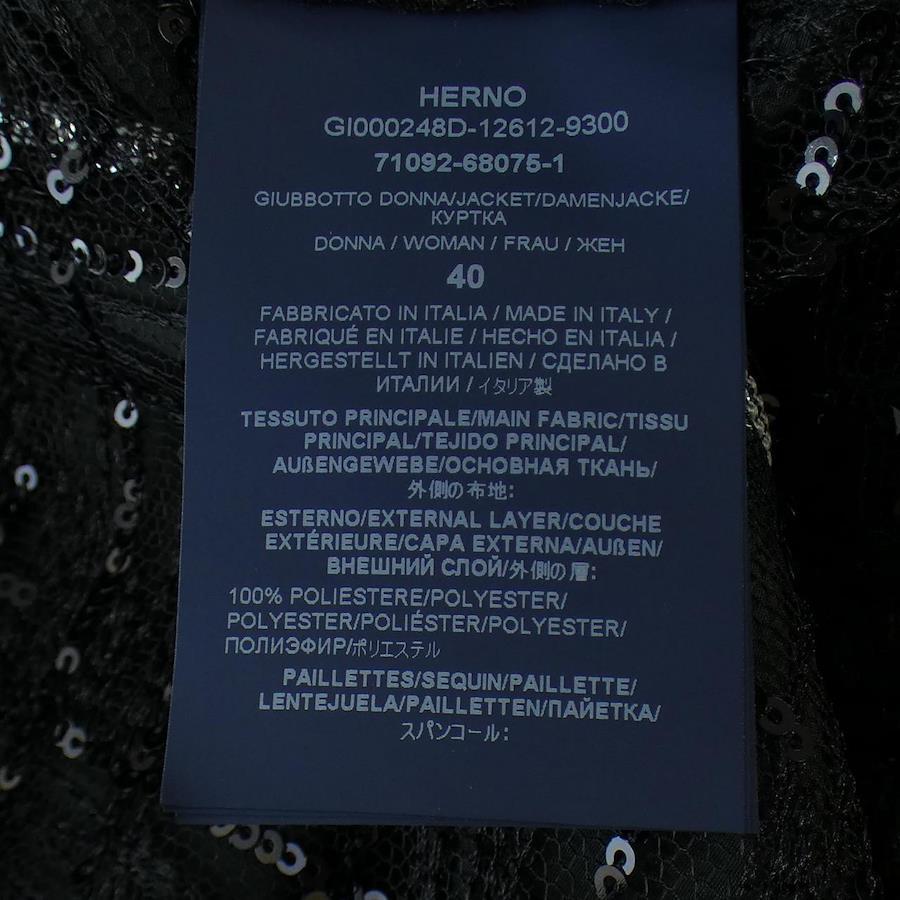 HERNO
GI000248D-12612-9300
71092-68075-1
GIUBBOTTO DONNA/JACKET/DAMENJACKE/
КУРТКА
DONNA / WOMAN / FRAU / ЖЕН
40
FABBRICATO IN ITALIA / MADE IN ITALY /
FABRIQUÉ EN ITALIE / HECHO EN ITALIA /
HERGESTELLT IN ITALIEN / СДЕЛАНО В
ИТАЛИИ / イタリア製
TESSUTO PRINCIPALE/MAIN FABRIC/TISSU
PRINCIPAL/TEJIDO PRINCIPAL/
AUßENGEWEBE/ОСНОВНАЯ ТКАНЬ/
外側の布地:
ESTERNO/EXTERNAL LAYER/COUCHE
EXTÉRIEURE/CAPA EXTERNA/AUßEN/
ВНЕШНИЙ СЛОЙ/外側の層:
100% POLIESTERE/POLYESTER/
POLYESTER/POLIÉSTER/POLYESTER/
ПОЛИЭФИР/ポリエステル
PAILLETTES/SEQUIN/PAILLETTE/
LENTEJUELA/PAILLETTEN/ПАЙЕТКА/
スパンコール: